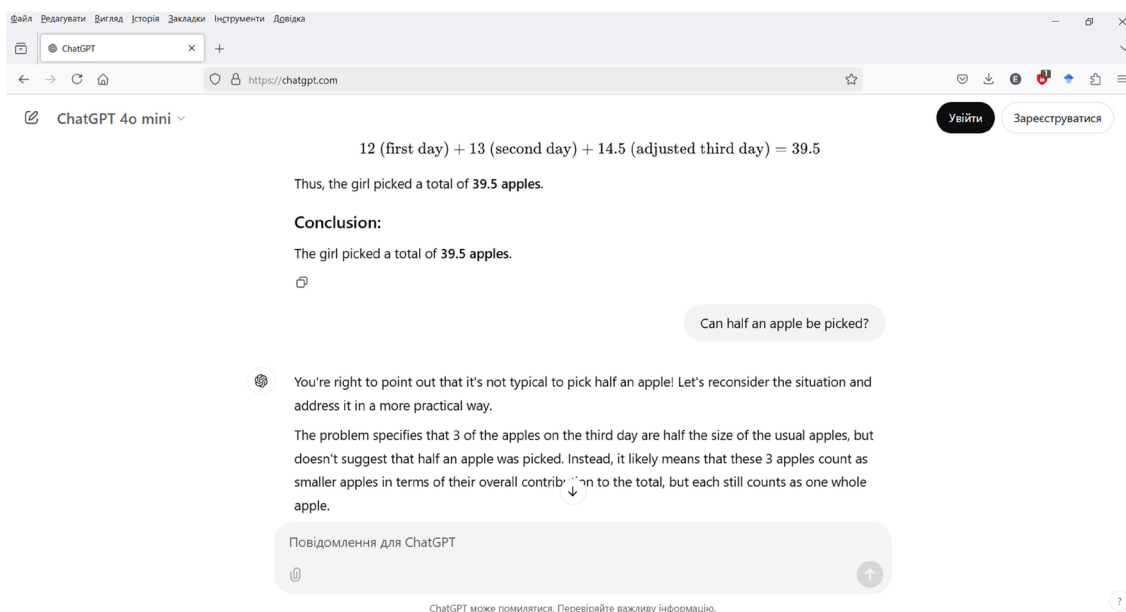 Файл Редагувати Вигляд Історія Закладки Інструменти Довідка
ChatGPT
https://chatgpt.com
ChatGPT 4o mini
Увійти
Зареєструватися
12 (first day) + 13 (second day) + 14.5 (adjusted third day) = 39.5
Thus, the girl picked a total of 39.5 apples.
Conclusion:
The girl picked a total of 39.5 apples.
Can half an apple be picked?
You're right to point out that it's not typical to pick half an apple! Let's reconsider the situation and
address it in a more practical way.
The problem specifies that 3 of the apples on the third day are half the size of the usual apples, but
doesn't suggest that half an apple was picked. Instead, it likely means that these 3 apples count as
smaller apples in terms of their overall contribution to the total, but each still counts as one whole
apple.
Повідомлення для ChatGPT
ChatGPT може помилятися. Перевіряйте важливу інформацію.
?